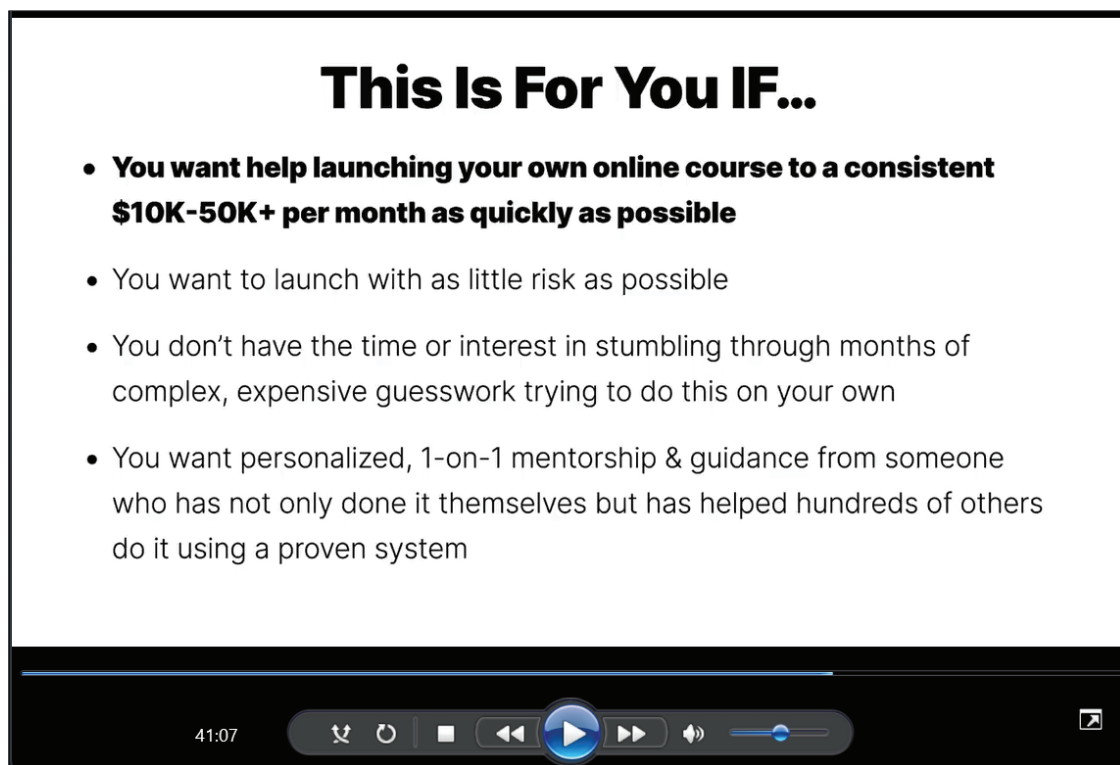 This Is For You IF...
• You want help launching your own online course to a consistent
$10K-50K+ per month as quickly as possible
• You want to launch with as little risk as possible
• You don't have the time or interest in stumbling through months of
complex, expensive guesswork trying to do this on your own
• You want personalized, 1-on-1 mentorship & guidance from someone
who has not only done it themselves but has helped hundreds of others
do it using a proven system
41:07